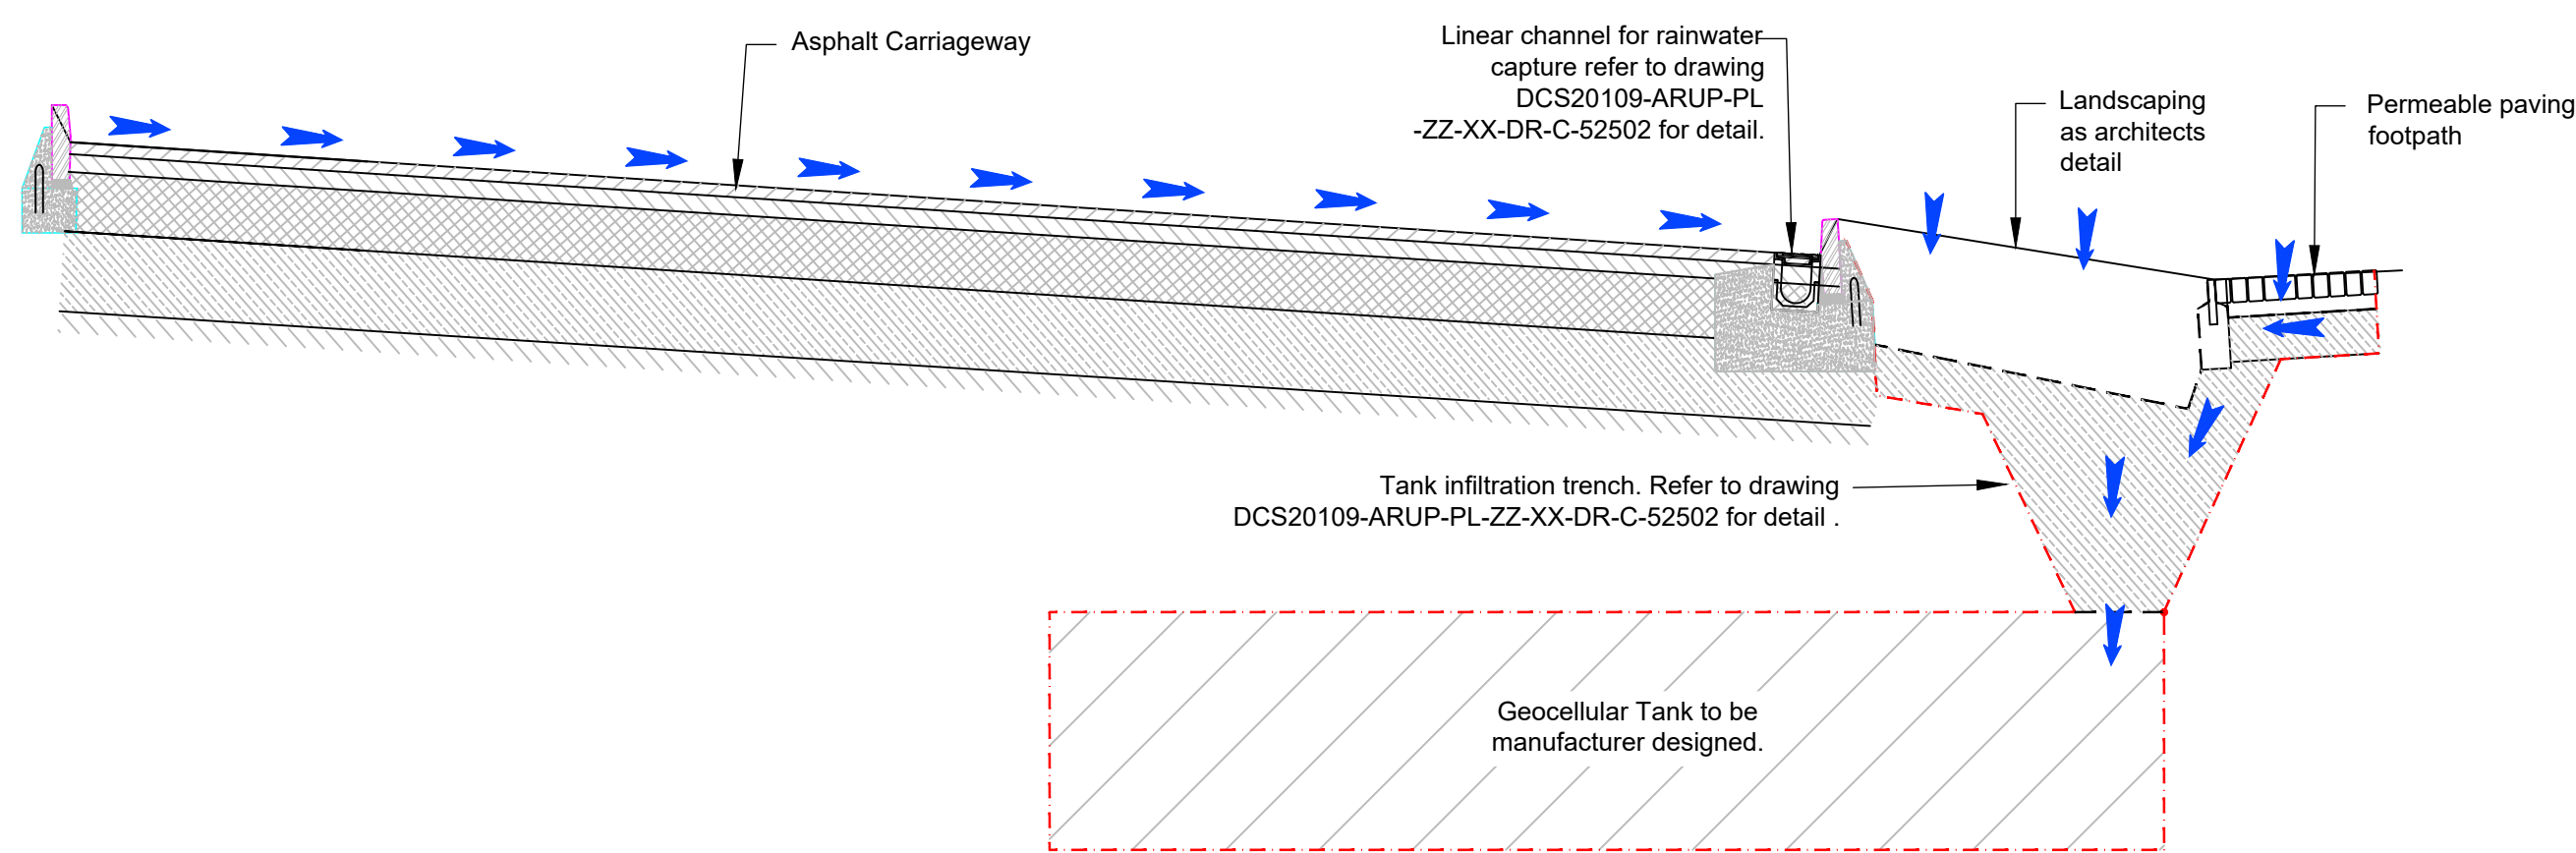 Asphalt Carriageway
Linear channel for rainwater
capture refer to drawing
DCS20109-ARUP-PL
-ZZ-XX-DR-C-52502 for detail.
Landscaping
as architects
detail
Permeable paving
footpath
Tank infiltration trench. Refer to drawing
DCS20109-ARUP-PL-ZZ-XX-DR-C-52502 for detail .
Geocellular Tank to be
manufacturer designed.